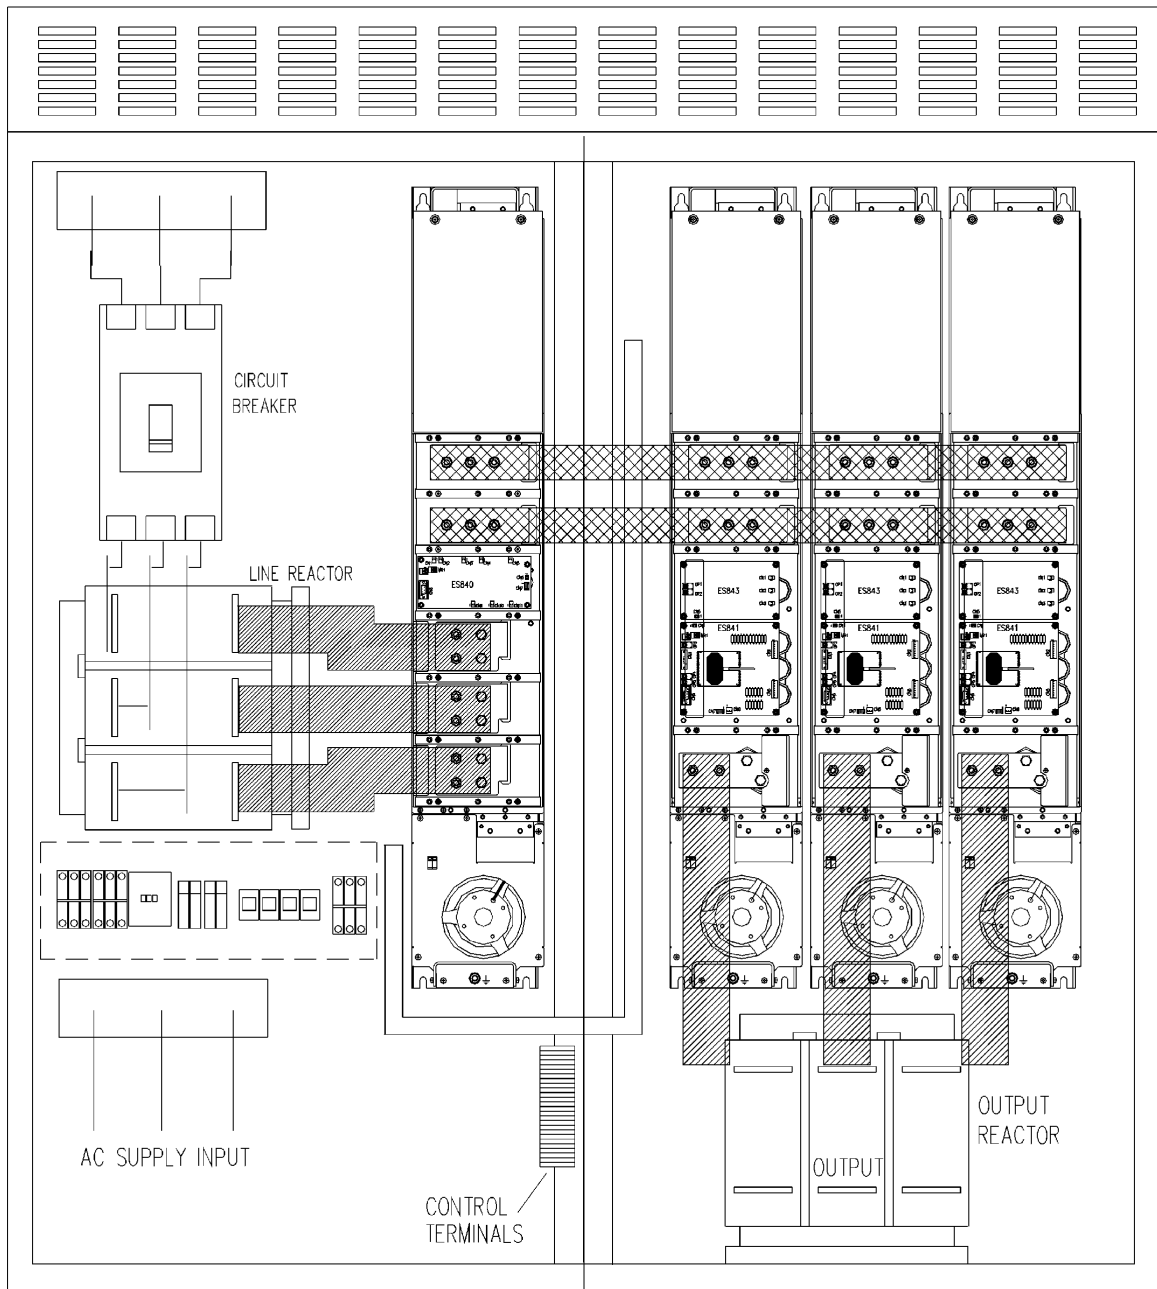 CIRCUIT
BREAKER
LINE REACTOR
ES840
ES843
ES843
ES843
ES841
ES841
ES841
AC SUPPLY INPUT
CONTROL
TERMINALS
OUTPUT
OUTPUT
REACTOR